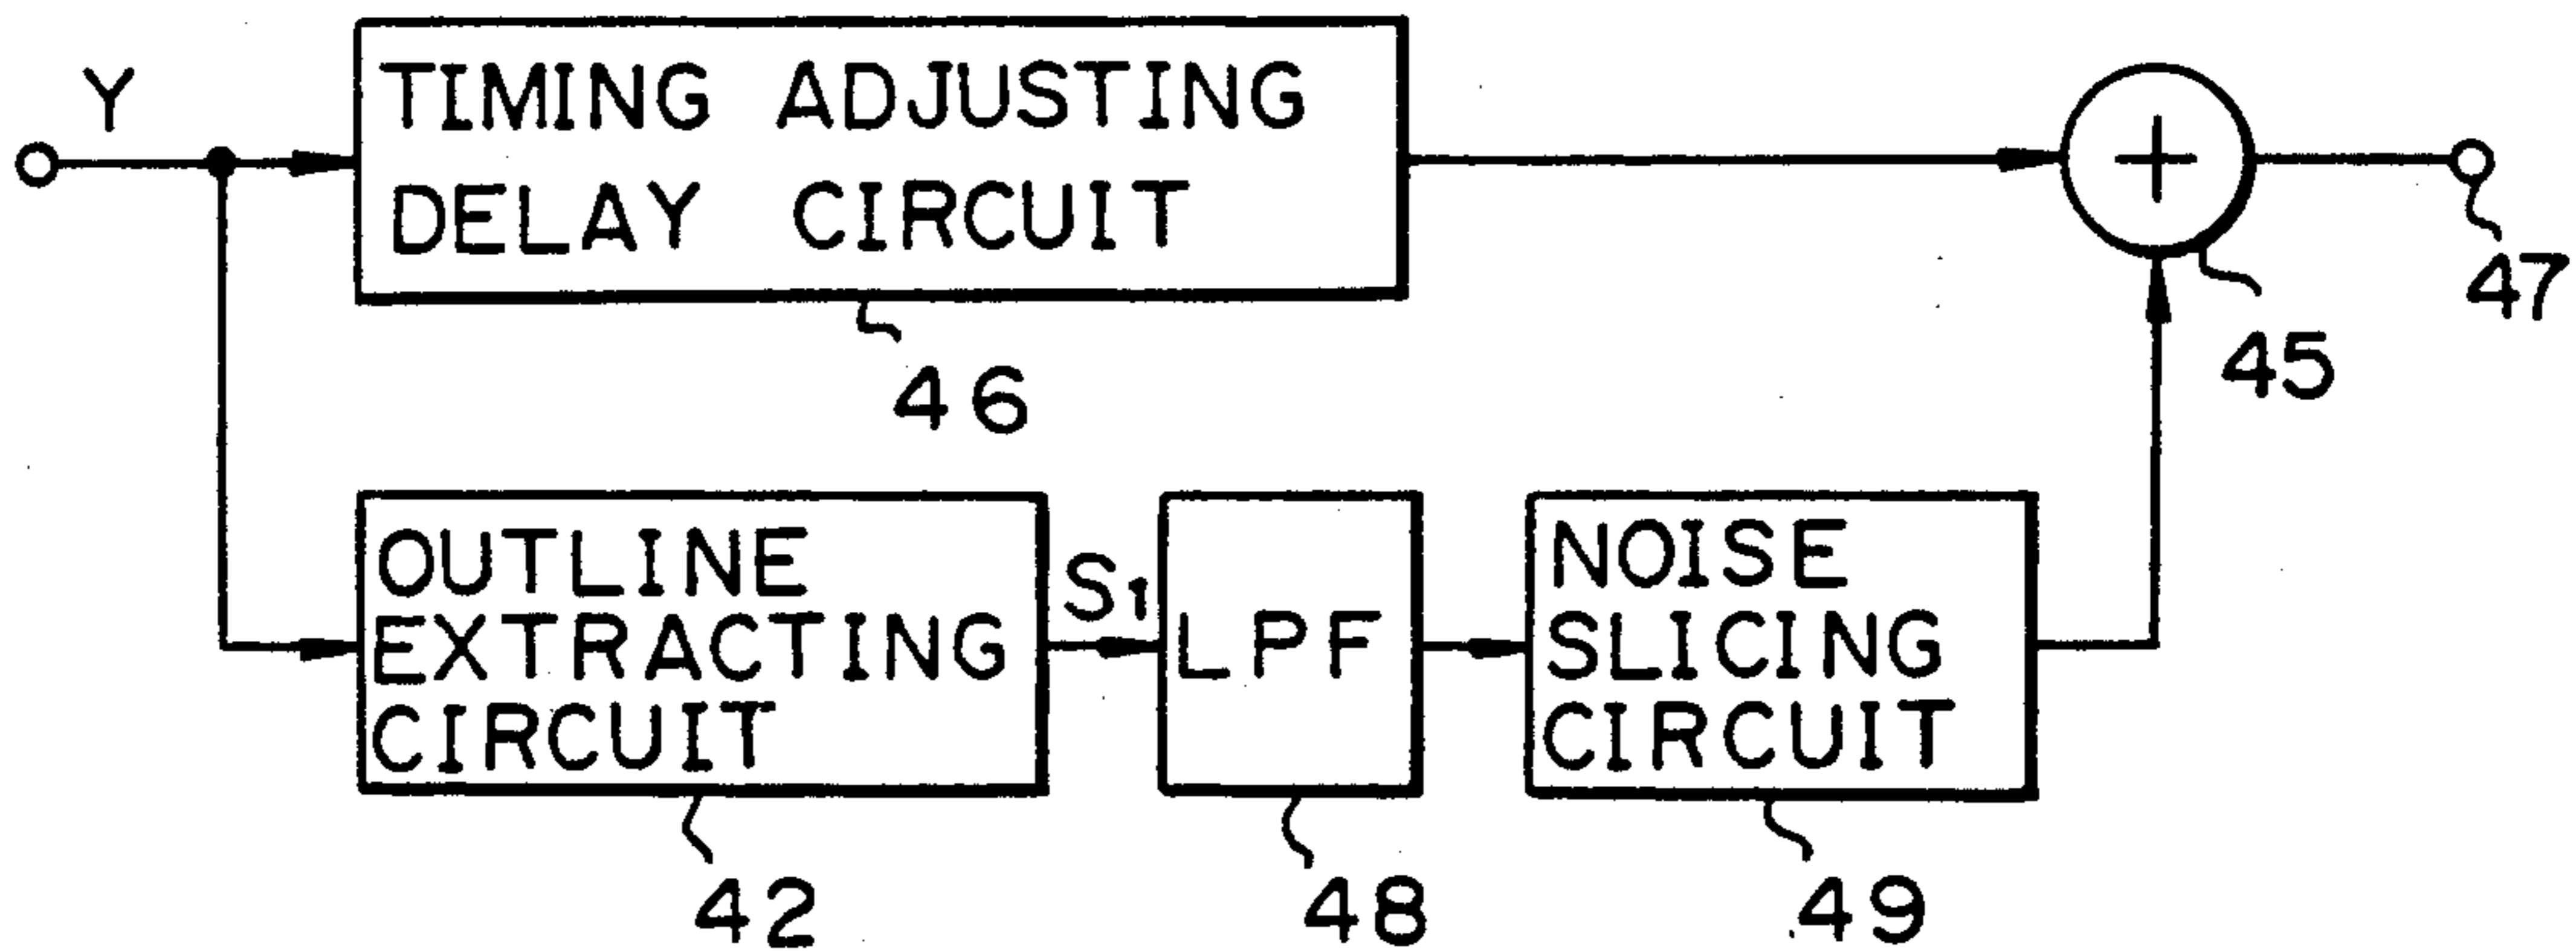 Y
TIMING ADJUSTING
DELAY CIRCUIT
+
47
45
46
OUTLINE
EXTRACTING
CIRCUIT
S1
LPF
NOISE
SLICING
CIRCUIT
42
48
49